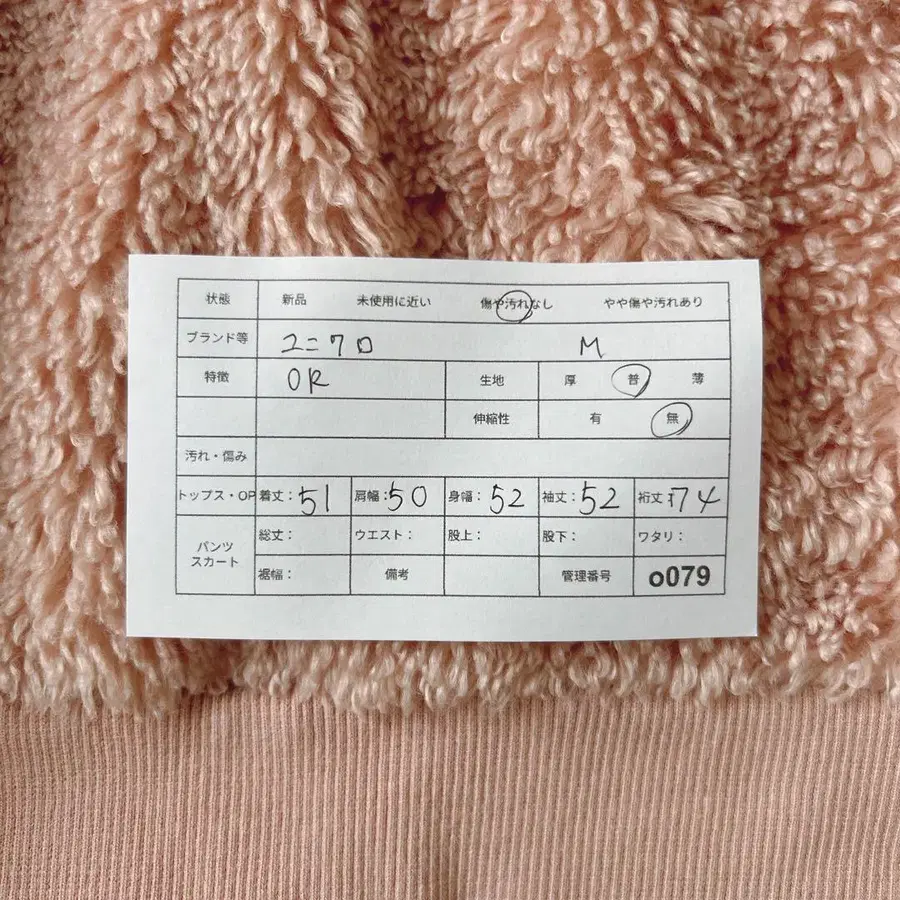 状態 新品 未使用に近い 傷や汚れなし やや傷や汚れあり
ブランド等 ユニクロ M
特徴 OR 生地 厚 普 薄
伸縮性 有 無
汚れ・傷み
トップス・OP 着丈：51 肩幅：50 身幅：52 袖丈：52 裄丈：74
パンツ スカート 総丈： ウエスト： 股上： 股下： ワタリ：
裾幅： 備考 管理番号 o079